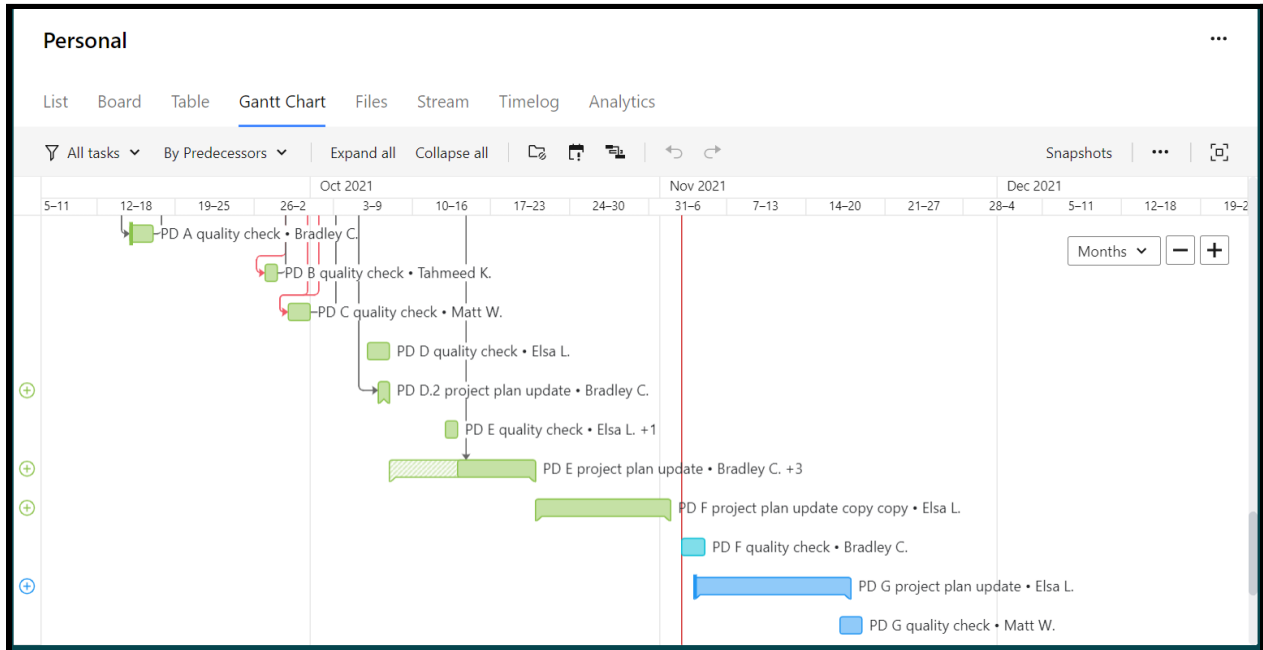 Personal
List Board Table Gantt Chart Files Stream Timelog Analytics
All tasks By Predecessors Expand all Collapse all Snapshots
Oct 2021 Nov 2021 Dec 2021
5–11 12–18 19–25 26–2 3–9 10–16 17–23 24–30 31–6 7–13 14–20 21–27 28–4 5–11 12–18 19–2
PD A quality check • Bradley C.
Months
PD B quality check • Tahmeed K.
PD C quality check • Matt W.
PD D quality check • Elsa L.
PD D.2 project plan update • Bradley C.
PD E quality check • Elsa L. +1
PD E project plan update • Bradley C. +3
PD F project plan update copy copy • Elsa L.
PD F quality check • Bradley C.
PD G project plan update • Elsa L.
PD G quality check • Matt W.